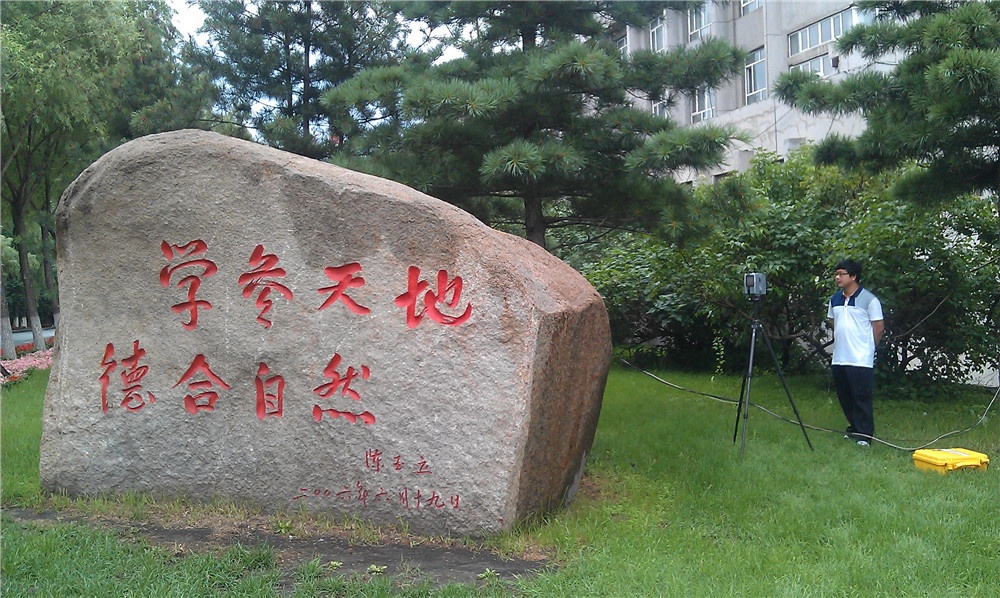 学参天地
德合自然
陈玉立
二〇〇六年六月十九日